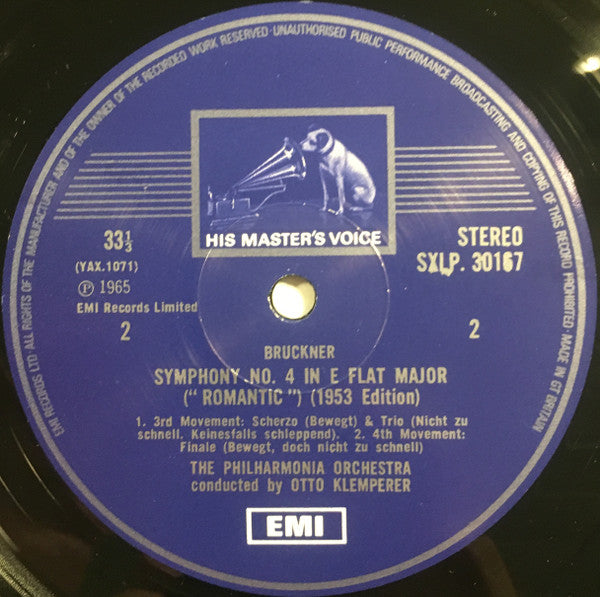 EMI RECORDS LTD · ALL RIGHTS OF THE MANUFACTURER AND OF THE OWNER OF THE RECORDED WORK RESERVED · UNAUTHORISED PUBLIC PERFORMANCE BROADCASTING AND COPYING OF THIS RECORD PROHIBITED · MADE IN GT BRITAIN
HIS MASTER'S VOICE
33⅓
STEREO
(YAX.1071)
SXLP. 30167
Ⓟ 1965
EMI Records Limited
2
2
BRUCKNER
SYMPHONY NO. 4 IN E FLAT MAJOR
("ROMANTIC") (1953 Edition)
1. 3rd Movement: Scherzo (Bewegt) & Trio (Nicht zu
schnell. Keinesfalls schleppend). 2. 4th Movement:
Finale (Bewegt, doch nicht zu schnell)
THE PHILHARMONIA ORCHESTRA
conducted by OTTO KLEMPERER
EMI